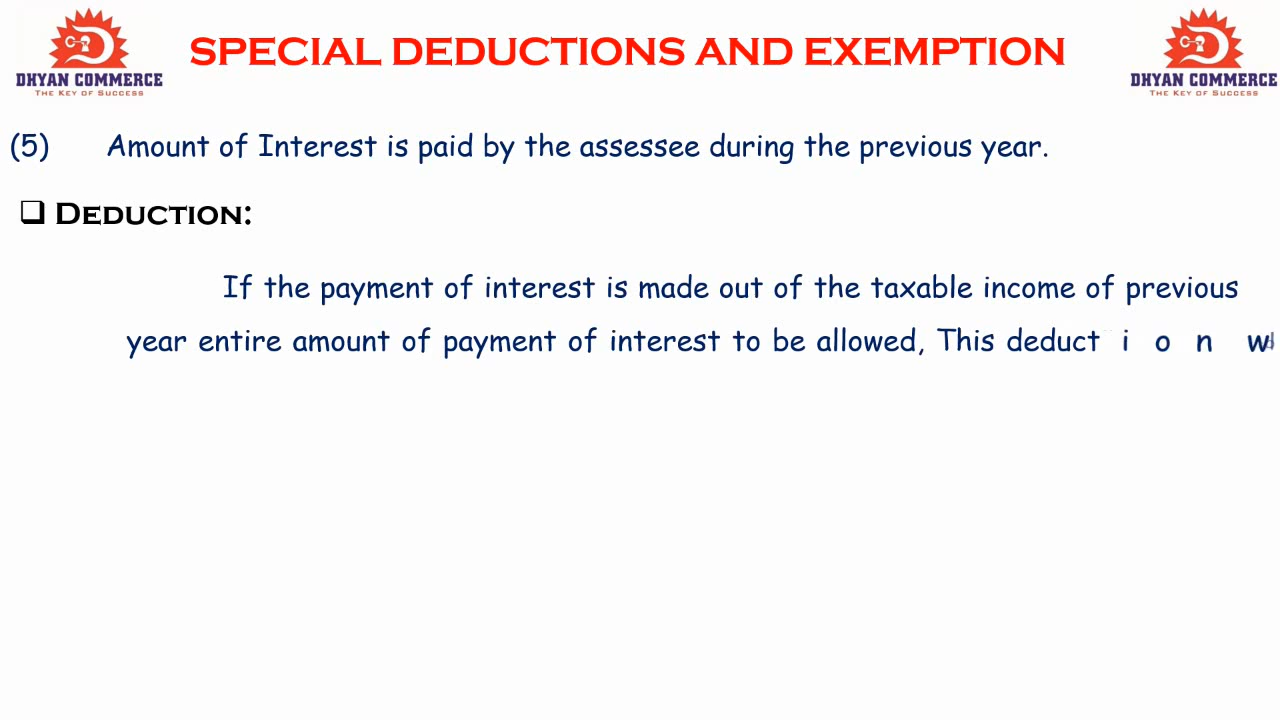 DHYAN COMMERCE
THE KEY OF SUCCESS
SPECIAL DEDUCTIONS AND EXEMPTION
DHYAN COMMERCE
THE KEY OF SUCCESS
(5) Amount of Interest is paid by the assessee during the previous year.
❑ DEDUCTION:
If the payment of interest is made out of the taxable income of previous
year entire amount of payment of interest to be allowed, This deduct i o n w